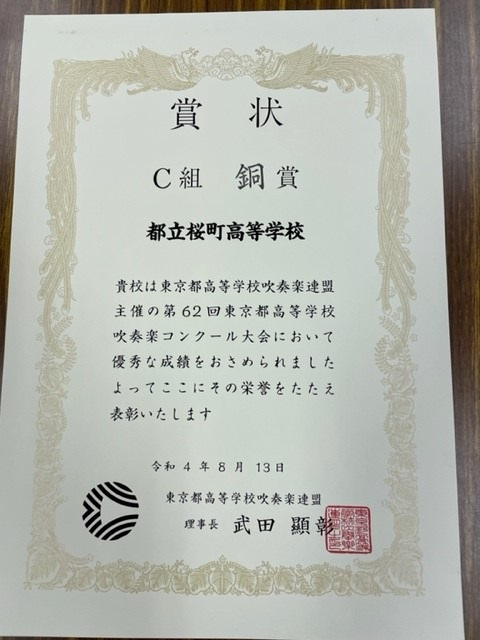 賞状
C組 銅賞
都立桜町高等学校
貴校は東京都高等学校吹奏楽連盟
主催の第62回東京都高等学校
吹奏楽コンクール大会において
優秀な成績をおさめられました
よってここにその栄誉をたたえ
表彰いたします
令和4年8月13日
東京都高等学校吹奏楽連盟
理事長 武田 顯彰